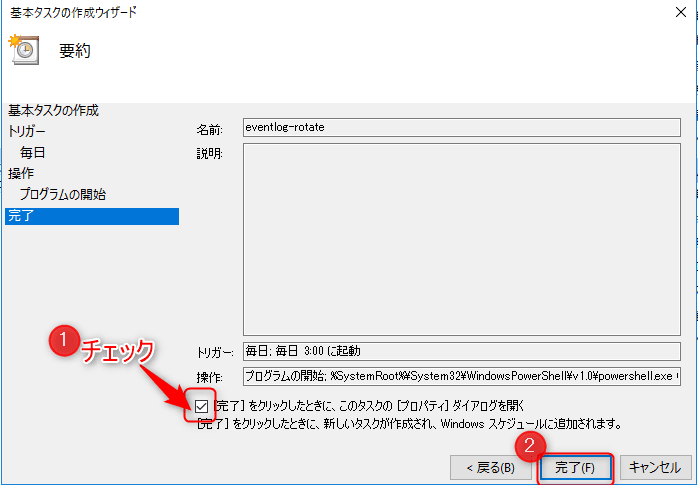 基本タスクの作成ウィザード
要約
基本タスクの作成
トリガー
毎日
操作
プログラムの開始
完了
名前: eventlog-rotate
説明:
トリガー: 毎日; 毎日 3:00 に起動
操作: プログラムの開始; %SystemRoot%¥System32¥WindowsPowerShell¥v1.0¥powershell.exe
1 チェック
[完了] をクリックしたときに、このタスクの [プロパティ] ダイアログを開く
[完了] をクリックしたときに、新しいタスクが作成され、Windows スケジュールに追加されます。
2
< 戻る(B) 完了(F) キャンセル